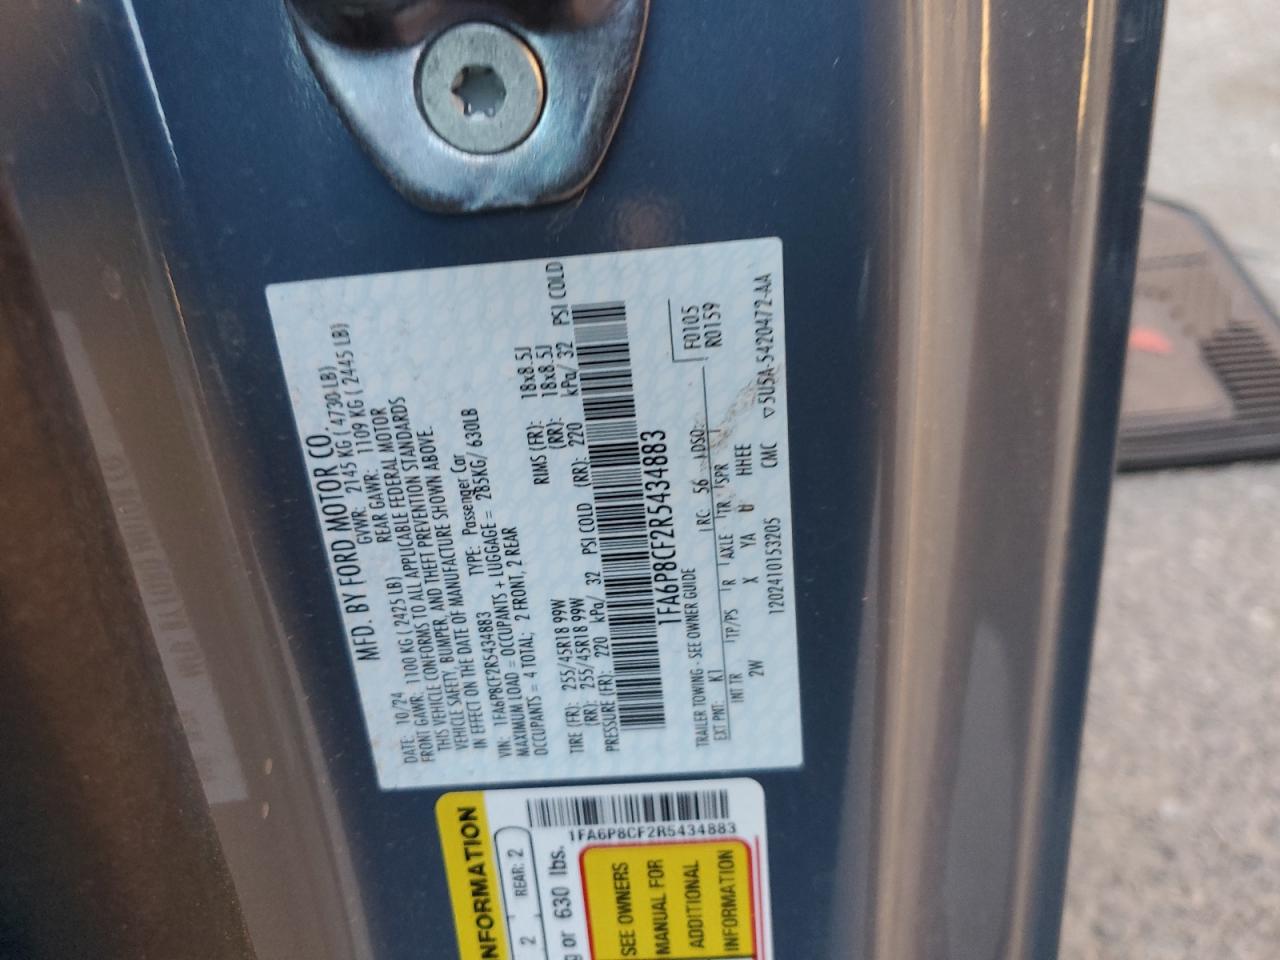 MFD. BY FORD MOTOR CO.
DATE: 10/24 GVWR: 2145 KG ( 4730 LB)
FRONT GAWR: 1100 KG ( 2425 LB) REAR GAWR: 1109 KG ( 2445 LB)
THIS VEHICLE CONFORMS TO ALL APPLICABLE FEDERAL MOTOR
VEHICLE SAFETY, BUMPER, AND THEFT PREVENTION STANDARDS
IN EFFECT ON THE DATE OF MANUFACTURE SHOWN ABOVE.
VIN: 1FA6P8CF2R5434883 TYPE: Passenger Car
MAXIMUM LOAD = OCCUPANTS + LUGGAGE = 285KG/ 630LB
OCCUPANTS = 4 TOTAL; 2 FRONT, 2 REAR
TIRE (FR): 255/45R18 99W RIMS (FR): 18x8.5J
(RR): 255/45R18 99W (RR): 18x8.5J
PRESSURE (FR): 220 kPa/ 32 PSI COLD (RR): 220 kPa/ 32 PSI COLD
1FA6P8CF2R5434883
TRAILER TOWING - SEE OWNER GUIDE
F0105
R0159
EXT PNT: K1 RC: 56 DSO:
INT TR TP/PS R AXLE TR SPR
2W X YA U HHEE
120241015320​5 CMC ▽5U5A-5420472-AA
NFORMATION
2 REAR: 2
g or 630 lbs.
1FA6P8CF2R5434883
SEE OWNERS
MANUAL FOR
ADDITIONAL
INFORMATION